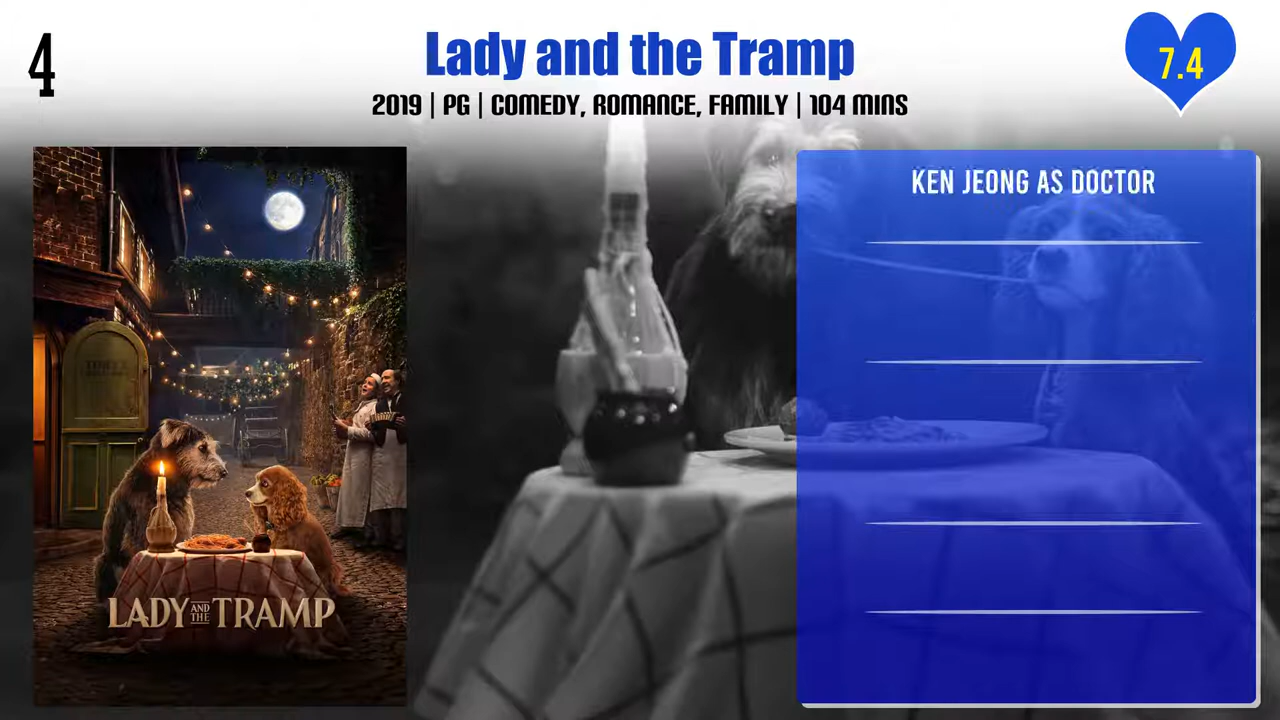 4
Lady and the Tramp
2019 | PG | COMEDY, ROMANCE, FAMILY | 104 MINS
7.4
KEN JEONG AS DOCTOR
LADY AND THE TRAMP